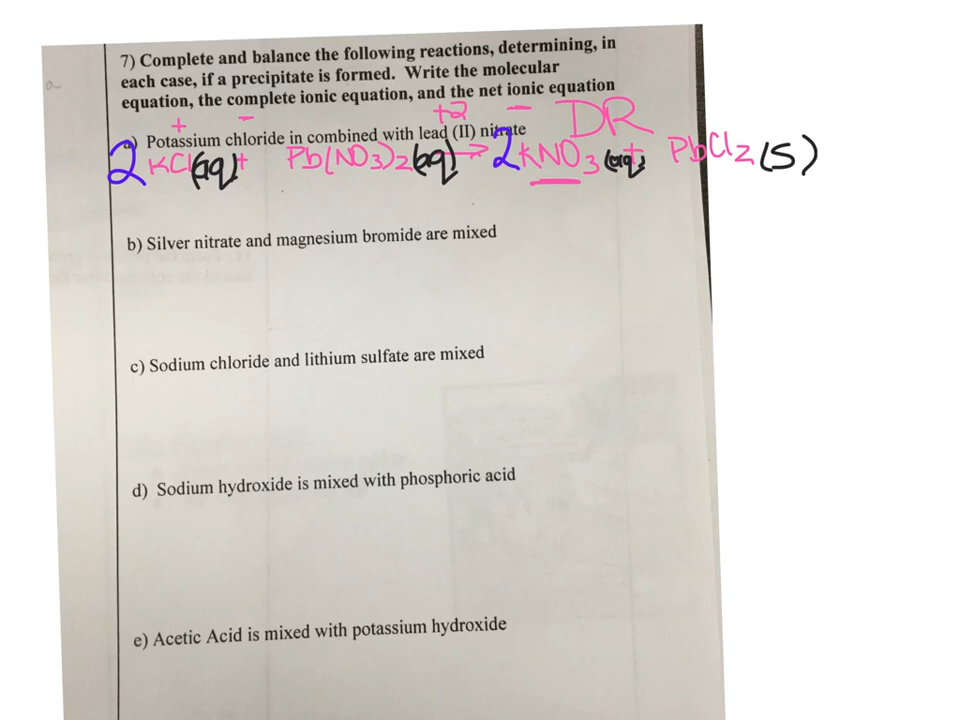 7) Complete and balance the following reactions, determining, in
each case, if a precipitate is formed. Write the molecular
equation, the complete ionic equation, and the net ionic equation
+ - +2 - DR
a) Potassium chloride in combined with lead (II) nitrate
2 KCl(aq) + Pb(NO3)2(aq) → 2KNO3(aq) + PbCl2(S)
b) Silver nitrate and magnesium bromide are mixed
c) Sodium chloride and lithium sulfate are mixed
d) Sodium hydroxide is mixed with phosphoric acid
e) Acetic Acid is mixed with potassium hydroxide